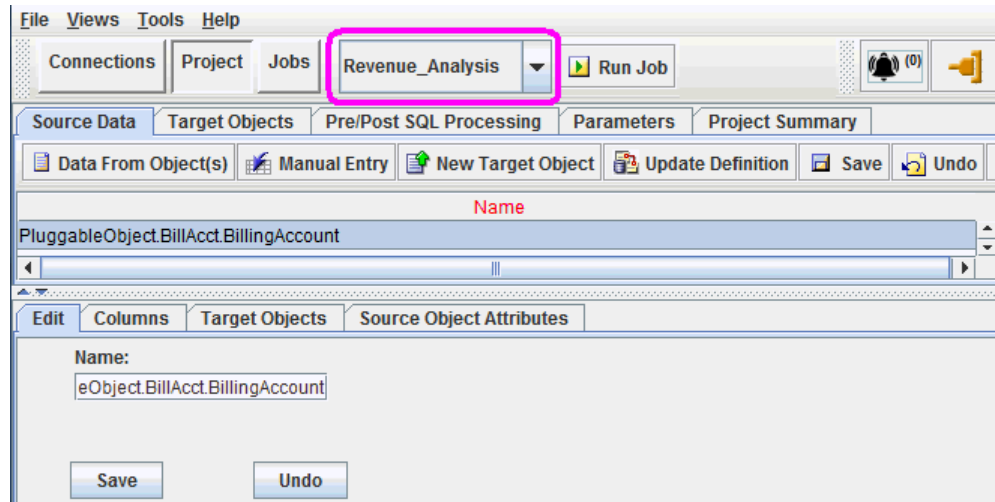 File Views Tools Help
Connections Project Jobs Revenue_Analysis Run Job (0)
Source Data Target Objects Pre/Post SQL Processing Parameters Project Summary
Data From Object(s) Manual Entry New Target Object Update Definition Save Undo
Name
PluggableObject.BillAcct.BillingAccount
Edit Columns Target Objects Source Object Attributes
Name:
eObject.BillAcct.BillingAccount
Save Undo